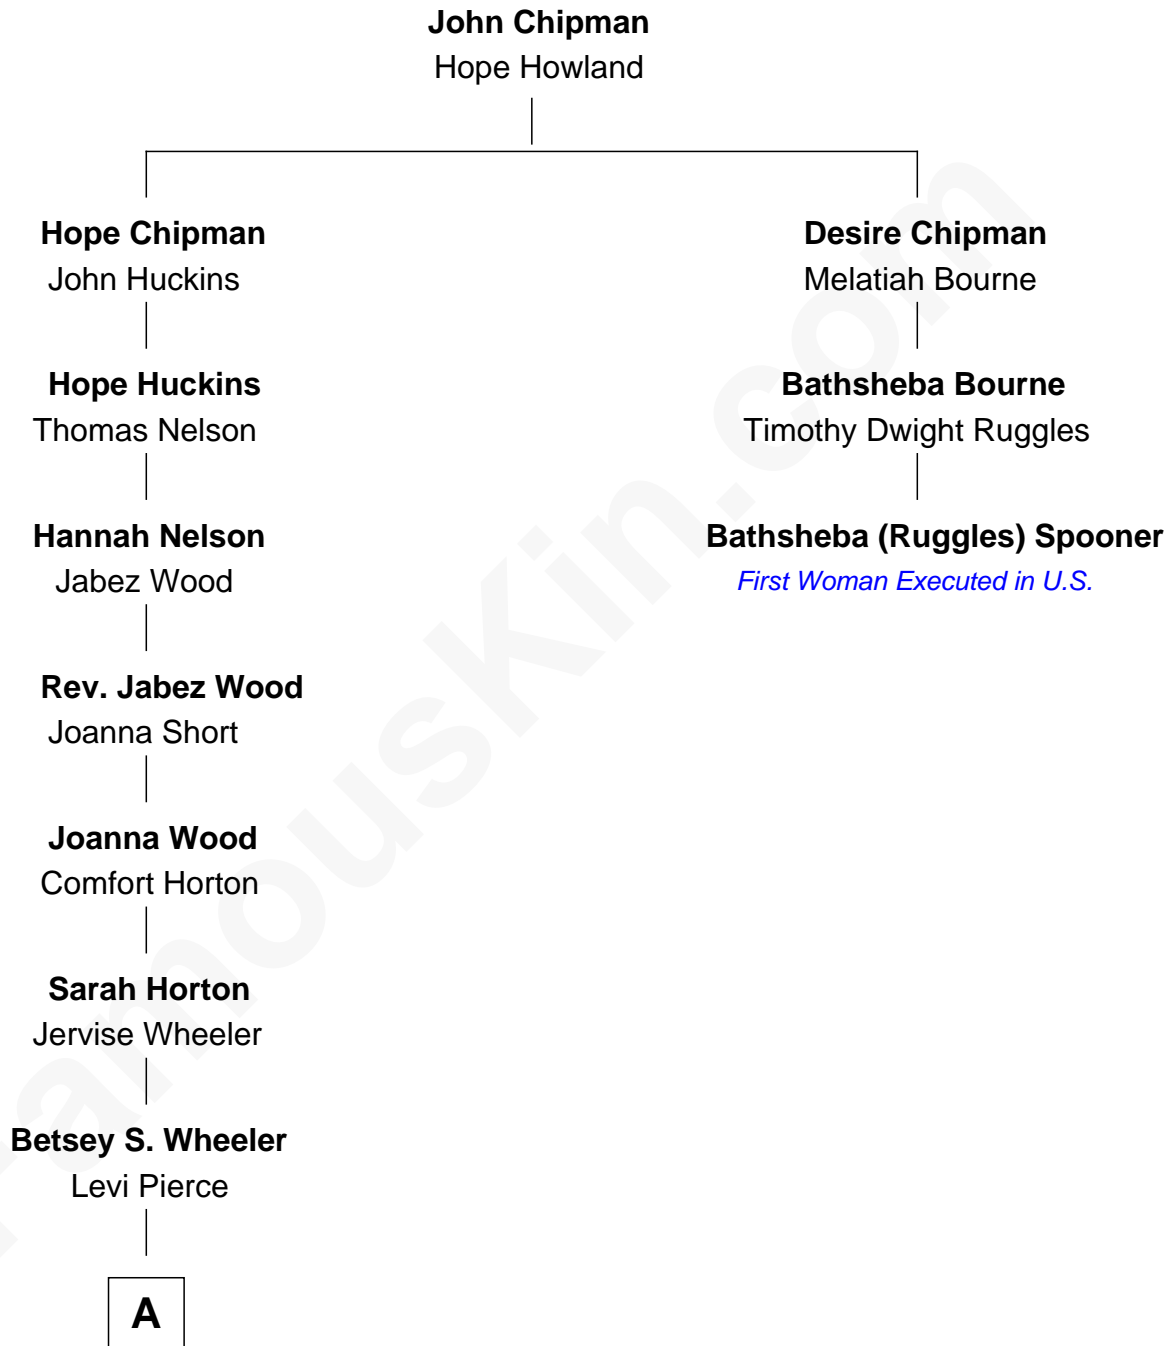 John Chipman
Hope Howland
Hope Chipman
John Huckins
Desire Chipman
Melatiah Bourne
Hope Huckins
Thomas Nelson
Bathsheba Bourne
Timothy Dwight Ruggles
Hannah Nelson
Jabez Wood
Bathsheba (Ruggles) Spooner
First Woman Executed in U.S.
Rev. Jabez Wood
Joanna Short
Joanna Wood
Comfort Horton
Sarah Horton
Jervise Wheeler
Betsey S. Wheeler
Levi Pierce
A
FamousKin.com